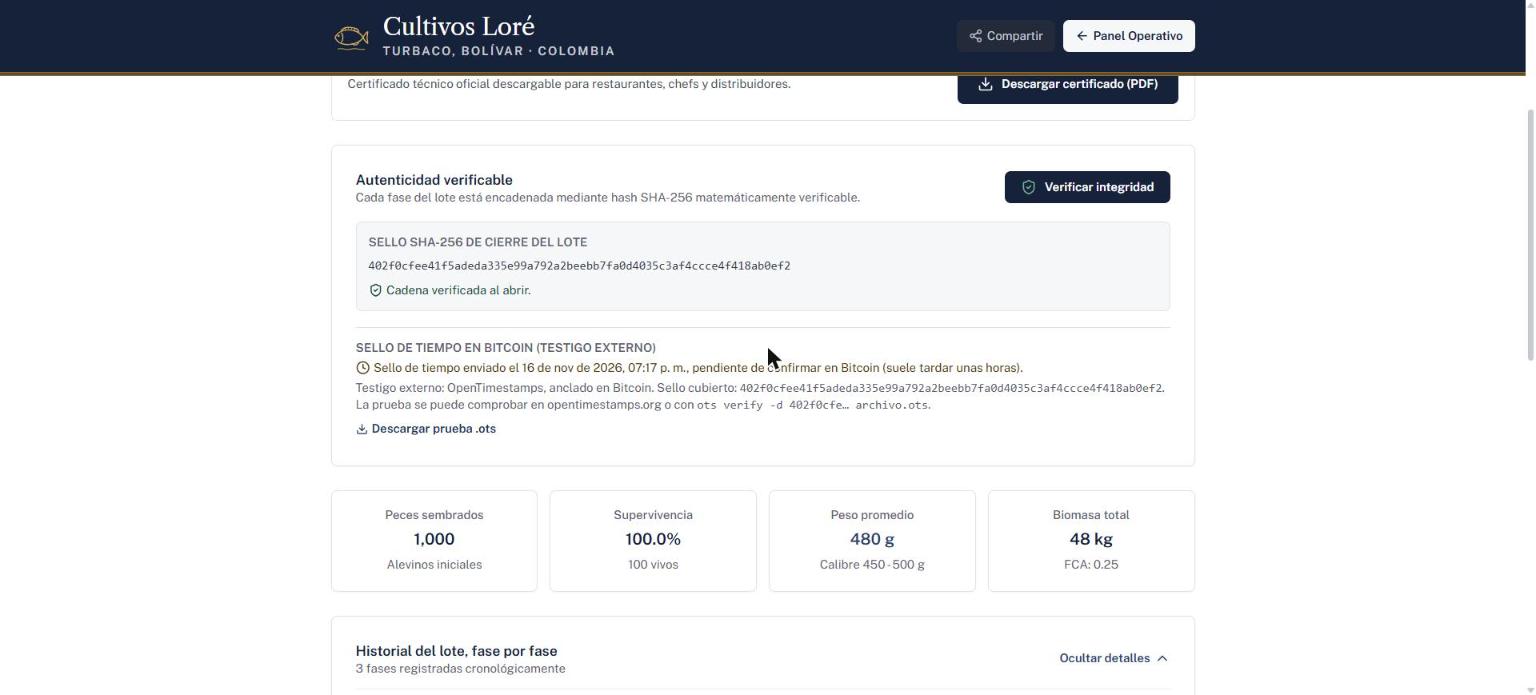 Cultivos Loré
TURBACO, BOLÍVAR · COLOMBIA
Compartir
Panel Operativo
Certificado técnico oficial descargable para restaurantes, chefs y distribuidores.
Descargar certificado (PDF)
Autenticidad verificable
Cada fase del lote está encadenada mediante hash SHA-256 matemáticamente verificable.
Verificar integridad
SELLO SHA-256 DE CIERRE DEL LOTE
402f0cfee41f5adeda335e99a792a2beebb7fa0d4035c3af4ccce4f418ab0ef2
Cadena verificada al abrir.
SELLO DE TIEMPO EN BITCOIN (TESTIGO EXTERNO)
Sello de tiempo enviado el 16 de nov de 2026, 07:17 p. m., pendiente de confirmar en Bitcoin (suele tardar unas horas).
Testigo externo: OpenTimestamps, anclado en Bitcoin. Sello cubierto: 402f0cfee41f5adeda335e99a792a2beebb7fa0d4035c3af4ccce4f418ab0ef2.
La prueba se puede comprobar en opentimestamps.org o con ots verify -d 402f0cfe… archivo.ots.
Descargar prueba .ots
Peces sembrados
1,000
Alevinos iniciales
Supervivencia
100.0%
100 vivos
Peso promedio
480 g
Calibre 450-500 g
Biomasa total
48 kg
FCA: 0.25
Historial del lote, fase por fase
3 fases registradas cronológicamente
Ocultar detalles